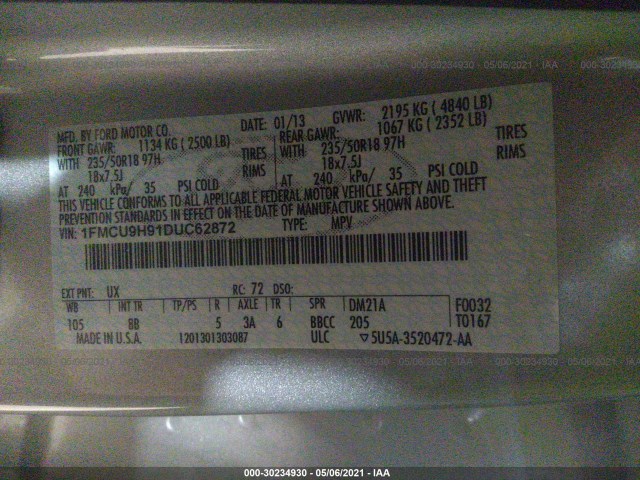 000-30234930 - 05/06/2021 - IAA
MFD. BY FORD MOTOR CO. DATE: 01/13 GVWR: 2195 KG ( 4840 LB)
FRONT GAWR: 1134 KG ( 2500 LB) REAR GAWR: 1067 KG ( 2352 LB)
WITH 235/50R18 97H TIRES WITH 235/50R18 97H TIRES
18x7.5J RIMS 18x7.5J RIMS
AT 240 kPa/ 35 PSI COLD AT 240 kPa/ 35 PSI COLD
THIS VEHICLE CONFORMS TO ALL APPLICABLE FEDERAL MOTOR VEHICLE SAFETY AND THEFT
PREVENTION STANDARDS IN EFFECT ON THE DATE OF MANUFACTURE SHOWN ABOVE.
VIN: 1FMCU9H91DUC62872 TYPE: MPV
EXT PNT: UX RC: 72 DSO:
WB INT TR TP/PS R AXLE TR SPR DM21A F0032
105 8B 5 3A 6 BBCC 205 T0167
MADE IN U.S.A. 1201301303087 ULC ▽5U5A-3520472-AA
000-30234930 - 05/06/2021 - IAA